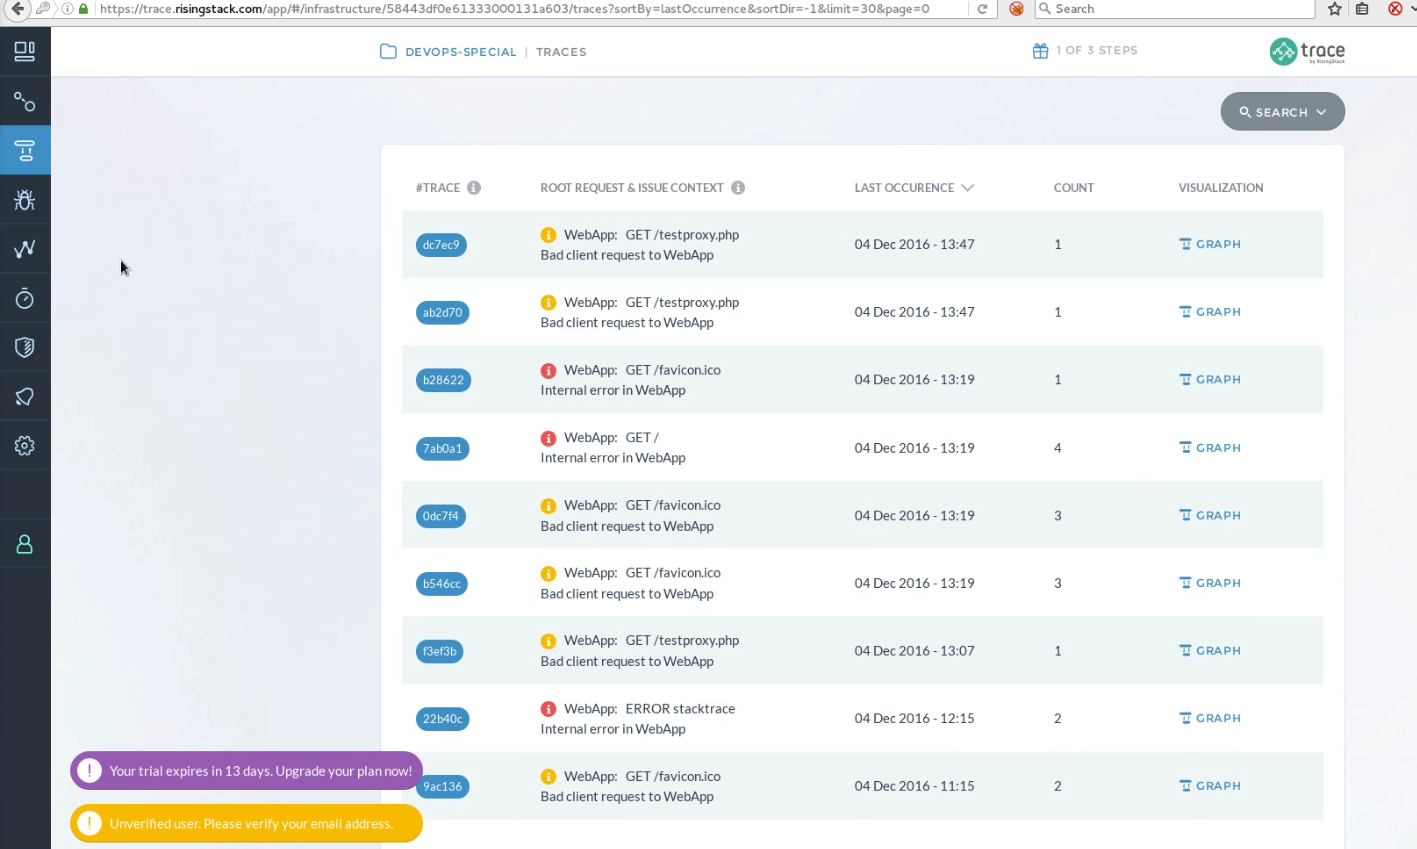 https://trace.risingstack.com/app/#/infrastructure/58443df0e61333000131a603/traces?sortBy=lastOccurrence&sortDir=-1&limit=30&page=0
Search
DEVOPS-SPECIAL | TRACES
1 OF 3 STEPS
trace
by RisingStack
SEARCH
#TRACE
ROOT REQUEST & ISSUE CONTEXT
LAST OCCURENCE
COUNT
VISUALIZATION
dc7ec9 WebApp: GET /testproxy.php 04 Dec 2016 - 13:47 1 GRAPH
Bad client request to WebApp
ab2d70 WebApp: GET /testproxy.php 04 Dec 2016 - 13:47 1 GRAPH
Bad client request to WebApp
b28622 WebApp: GET /favicon.ico 04 Dec 2016 - 13:19 1 GRAPH
Internal error in WebApp
7ab0a1 WebApp: GET / 04 Dec 2016 - 13:19 4 GRAPH
Internal error in WebApp
0dc7f4 WebApp: GET /favicon.ico 04 Dec 2016 - 13:19 3 GRAPH
Bad client request to WebApp
b546cc WebApp: GET /favicon.ico 04 Dec 2016 - 13:19 3 GRAPH
Bad client request to WebApp
f3ef3b WebApp: GET /testproxy.php 04 Dec 2016 - 13:07 1 GRAPH
Bad client request to WebApp
22b40c WebApp: ERROR stacktrace 04 Dec 2016 - 12:15 2 GRAPH
Internal error in WebApp
9ac136 WebApp: GET /favicon.ico 04 Dec 2016 - 11:15 2 GRAPH
Bad client request to WebApp
Your trial expires in 13 days. Upgrade your plan now!
Unverified user. Please verify your email address.